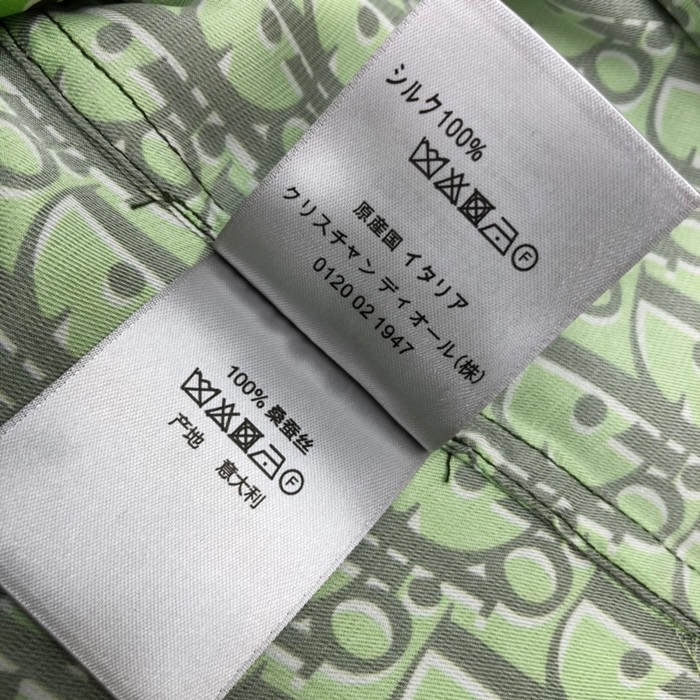 シルク100%
F
原産国 イタリア
クリスチャン ディオール(株)
0120 02 1947
100% 桑蚕丝
F
产地 意大利